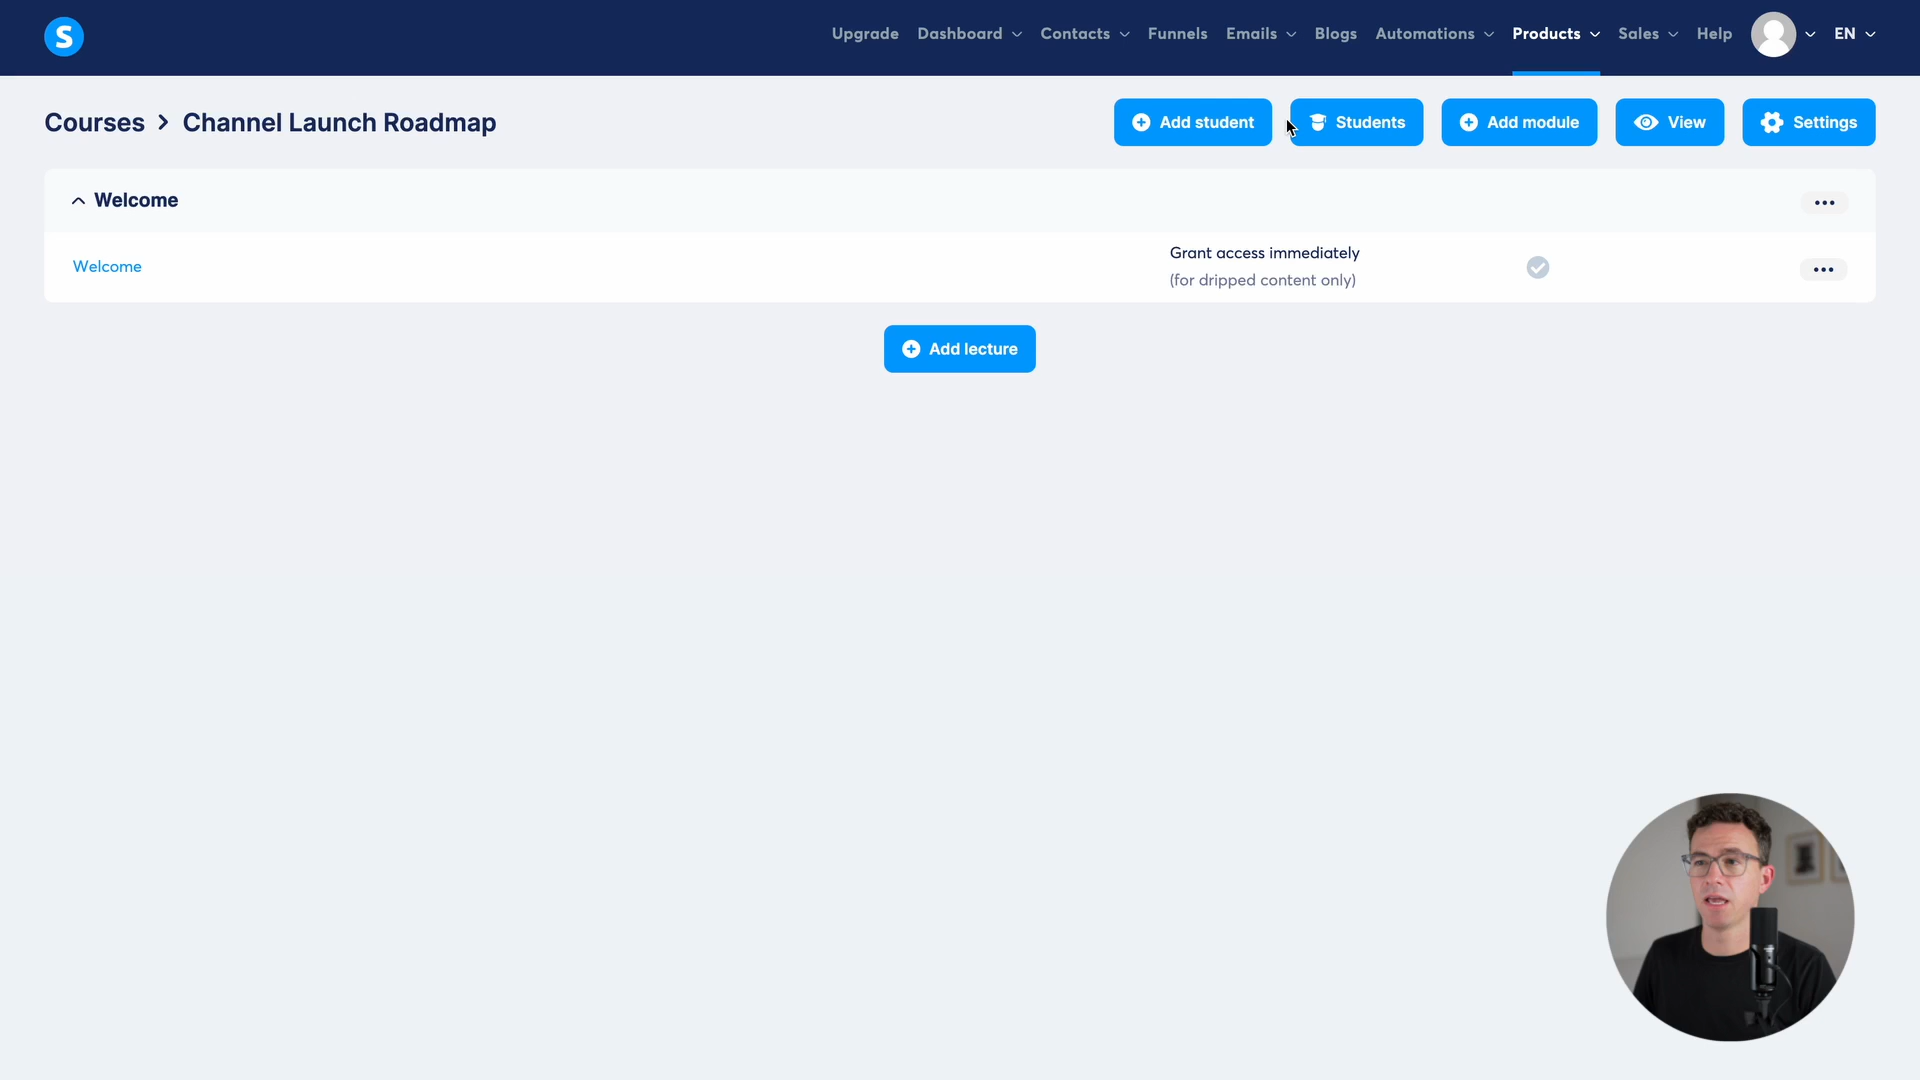 S
Upgrade Dashboard Contacts Funnels Emails Blogs Automations Products Sales Help EN
Courses > Channel Launch Roadmap
Add student
Students
Add module
View
Settings
Welcome
Welcome
Grant access immediately
(for dripped content only)
Add lecture